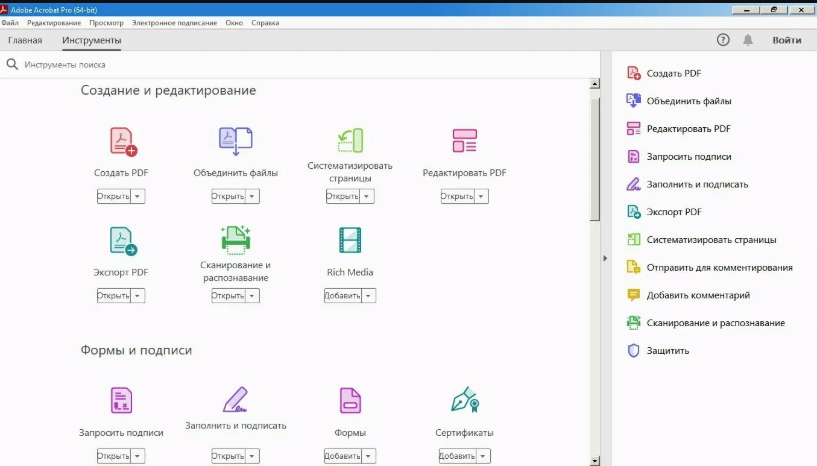 Adobe Acrobat Pro (64-bit)
Файл Редактирование Просмотр Электронное подписание Окно Справка
Главная Инструменты Войти
Инструменты поиска
Создание и редактирование
Создать PDF
Открыть
Объединить файлы
Открыть
Систематизировать
страницы
Открыть
Редактировать PDF
Открыть
Экспорт PDF
Открыть
Сканирование и
распознавание
Открыть
Rich Media
Добавить
Формы и подписи
Запросить подписи
Открыть
Заполнить и подписать
Открыть
Формы
Добавить
Сертификаты
Добавить
Создать PDF
Объединить файлы
Редактировать PDF
Запросить подписи
Заполнить и подписать
Экспорт PDF
Систематизировать страницы
Отправить для комментирования
Добавить комментарий
Сканирование и распознавание
Защитить